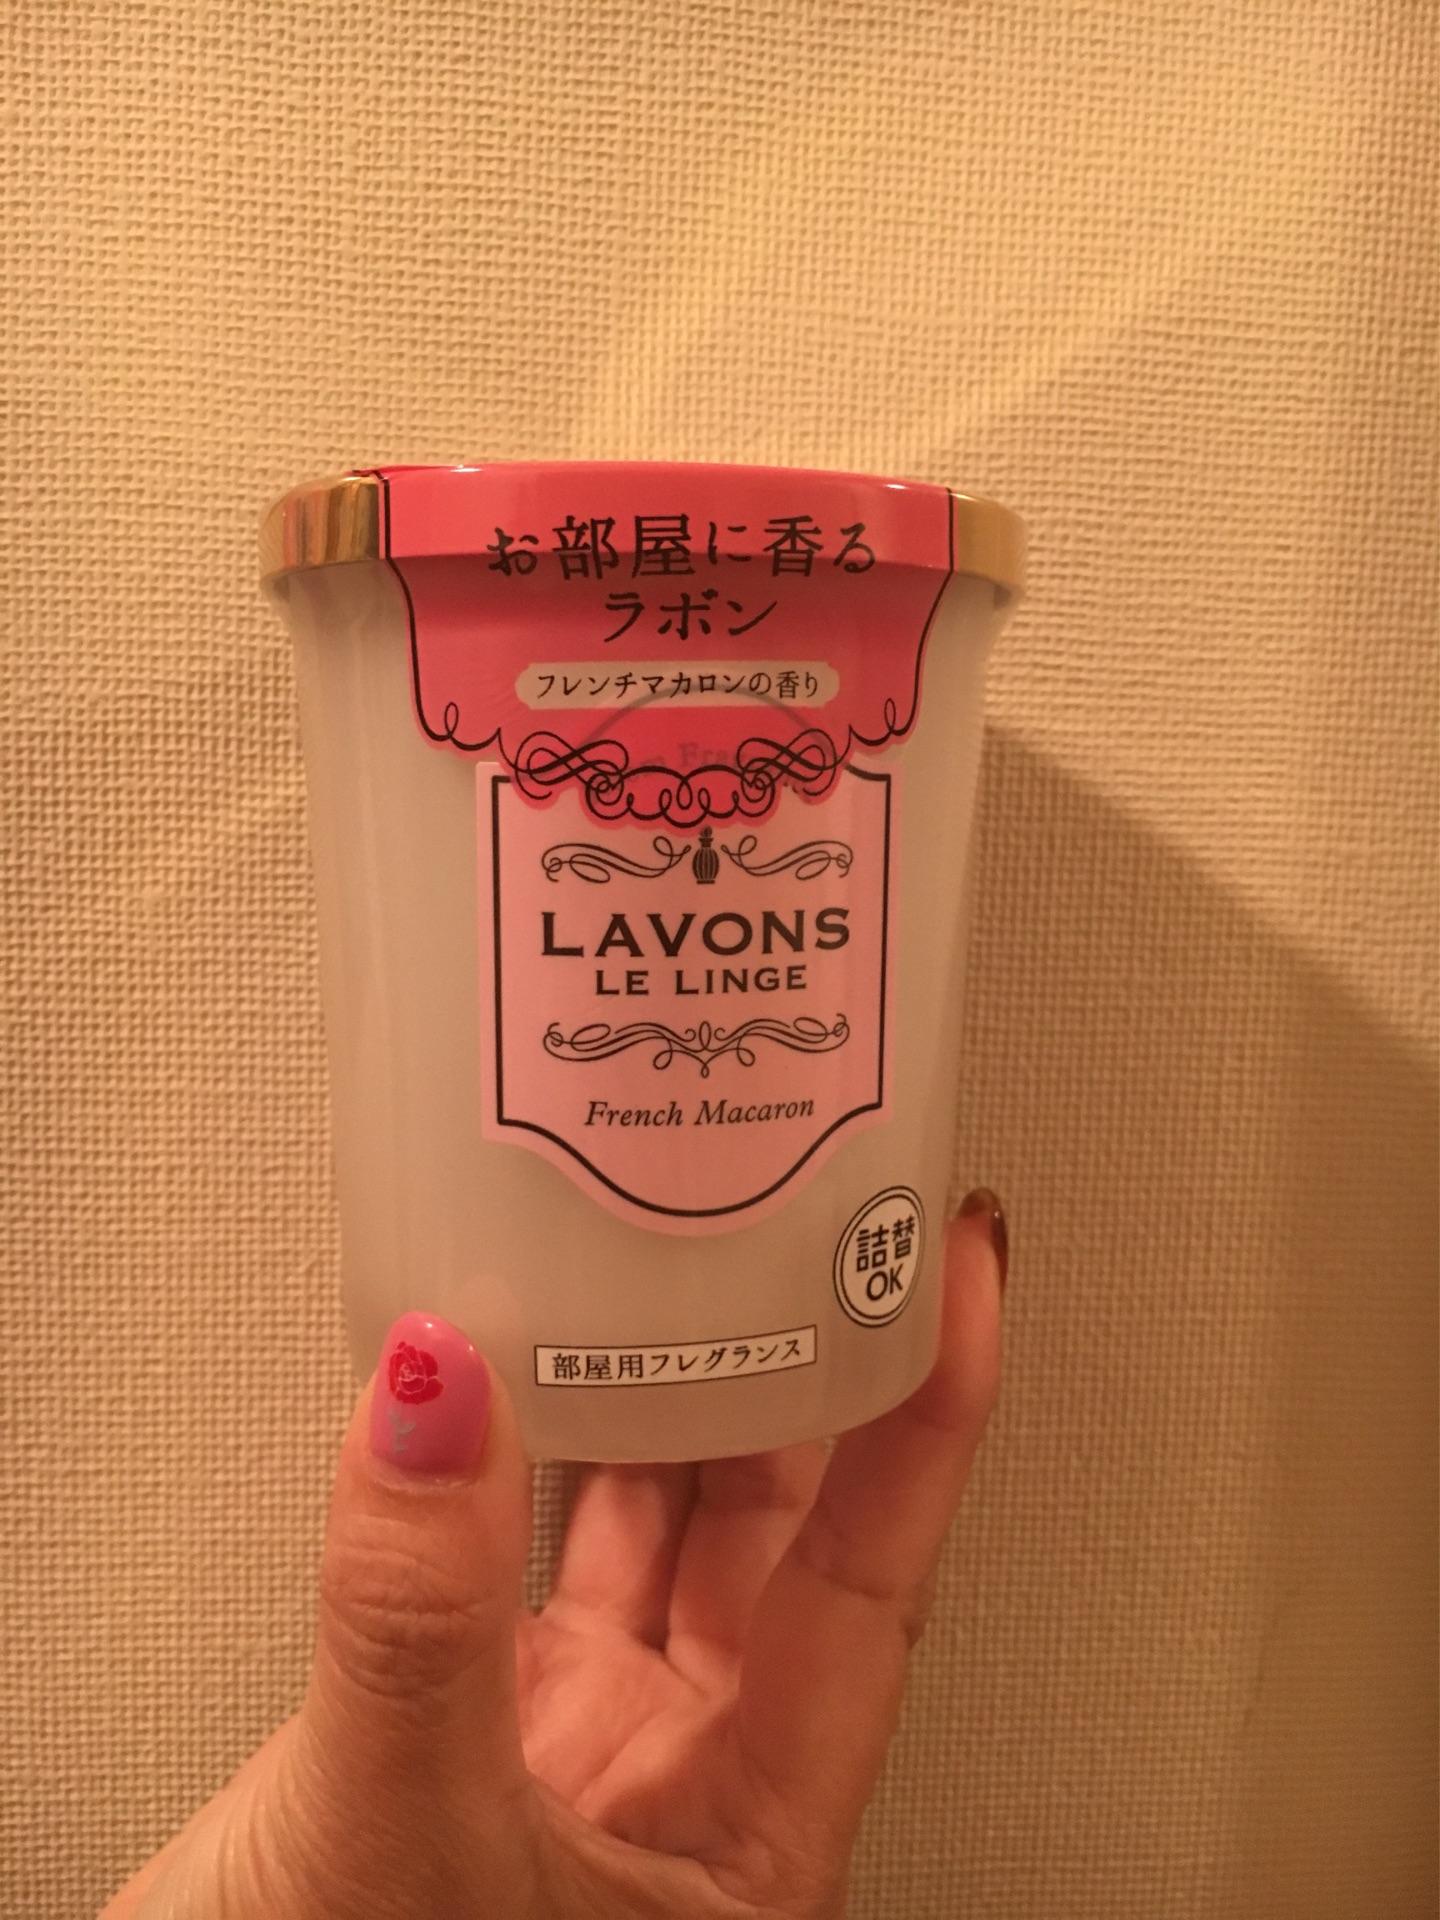 お部屋に香る
ラボン
フレンチマカロンの香り
LAVONS
LE LINGE
French Macaron
詰替
OK
部屋用フレグランス